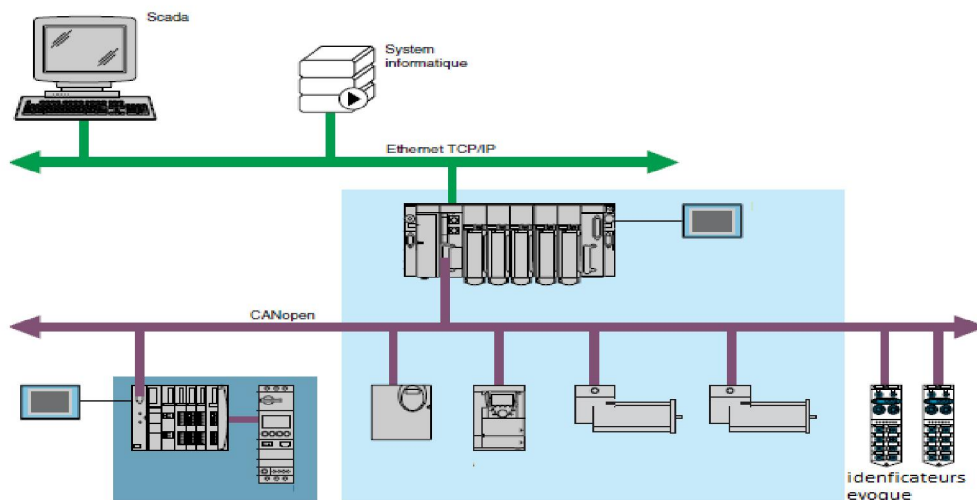 Scada
System
informatique
Ethernet TCP/IP
CANopen
idenficateurs
evoque